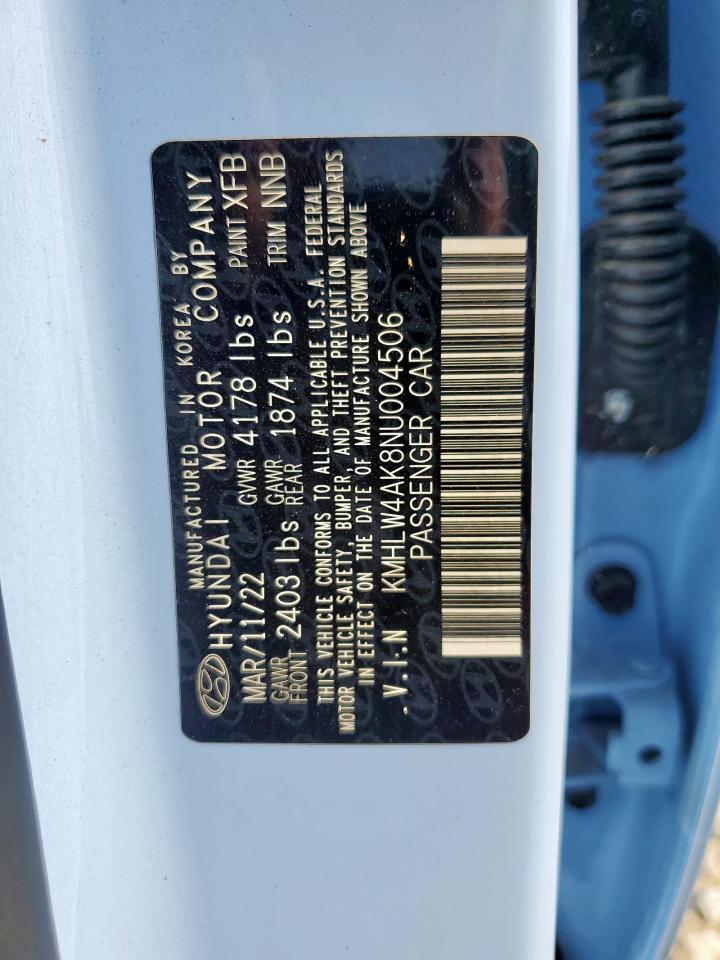 MANUFACTURED IN KOREA BY
HYUNDAI MOTOR COMPANY
MAR/11/22 GVWR 4178 lbs PAINT XFB
GAWR FRONT 2403 lbs GAWR REAR 1874 lbs TRIM NNB
THIS VEHICLE CONFORMS TO ALL APPLICABLE U.S.A. FEDERAL
MOTOR VEHICLE SAFETY, BUMPER, AND THEFT PREVENTION STANDARDS
IN EFFECT ON THE DATE OF MANUFACTURE SHOWN ABOVE
.V.I.N KMHLW4AK8NU004506
PASSENGER CAR